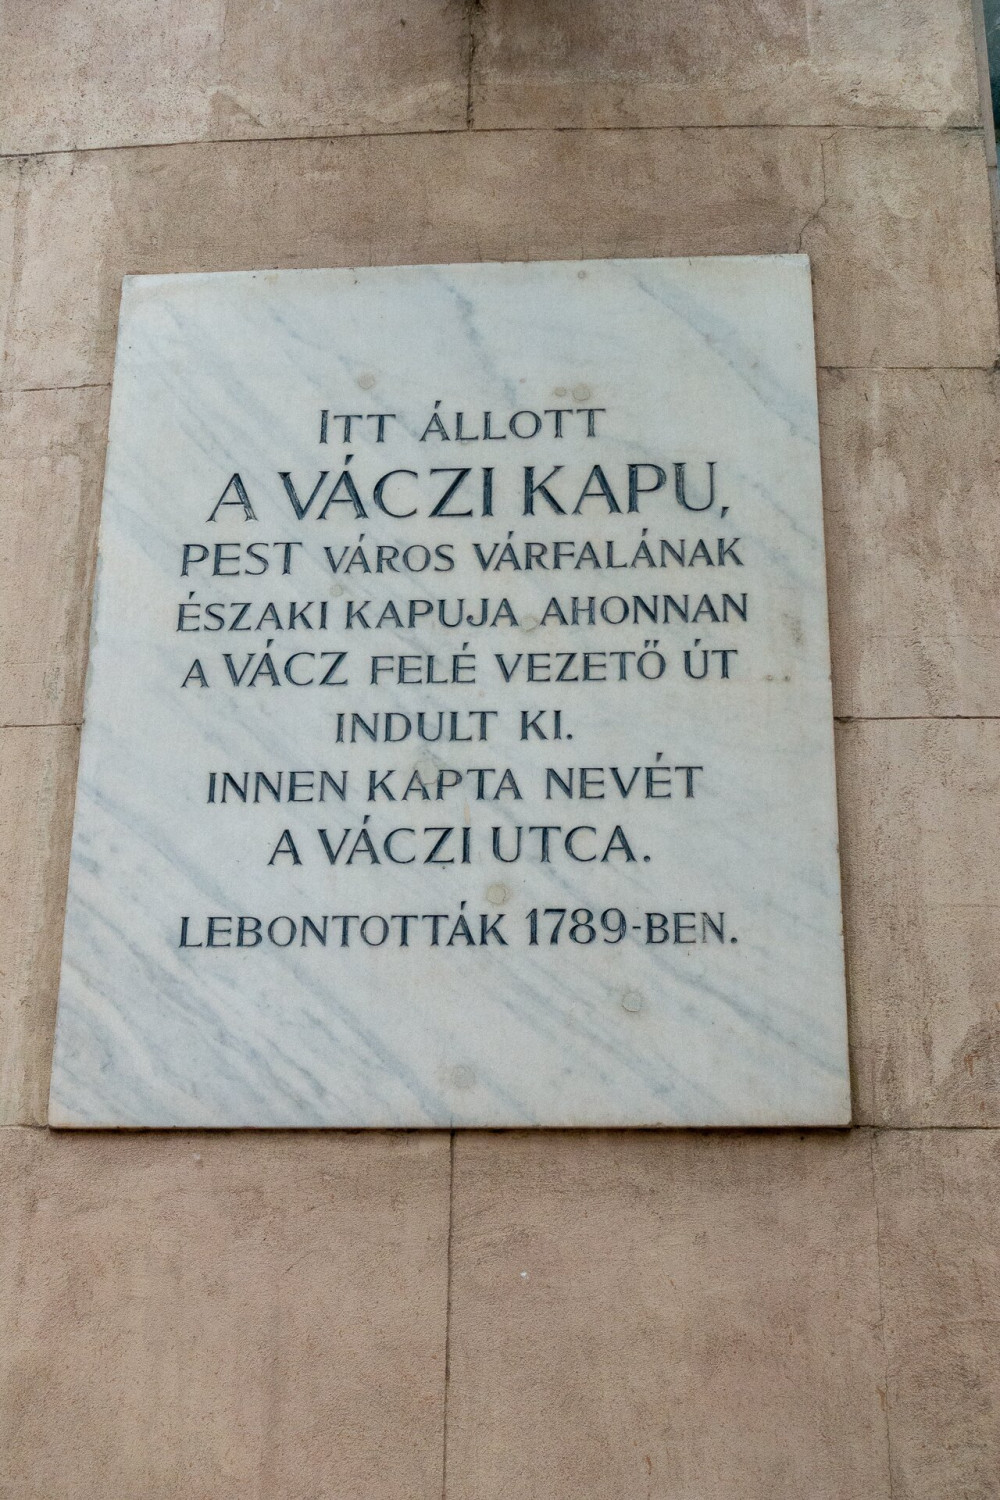 ITT ÁLLOTT
A VÁCZI KAPU,
PEST VÁROS VÁRFALÁNAK
ÉSZAKI KAPUJA AHONNAN
A VÁCZ FELÉ VEZETŐ ÚT
INDULT KI.
INNEN KAPTA NEVÉT
A VÁCZI UTCA.
LEBONTOTTÁK 1789-BEN.